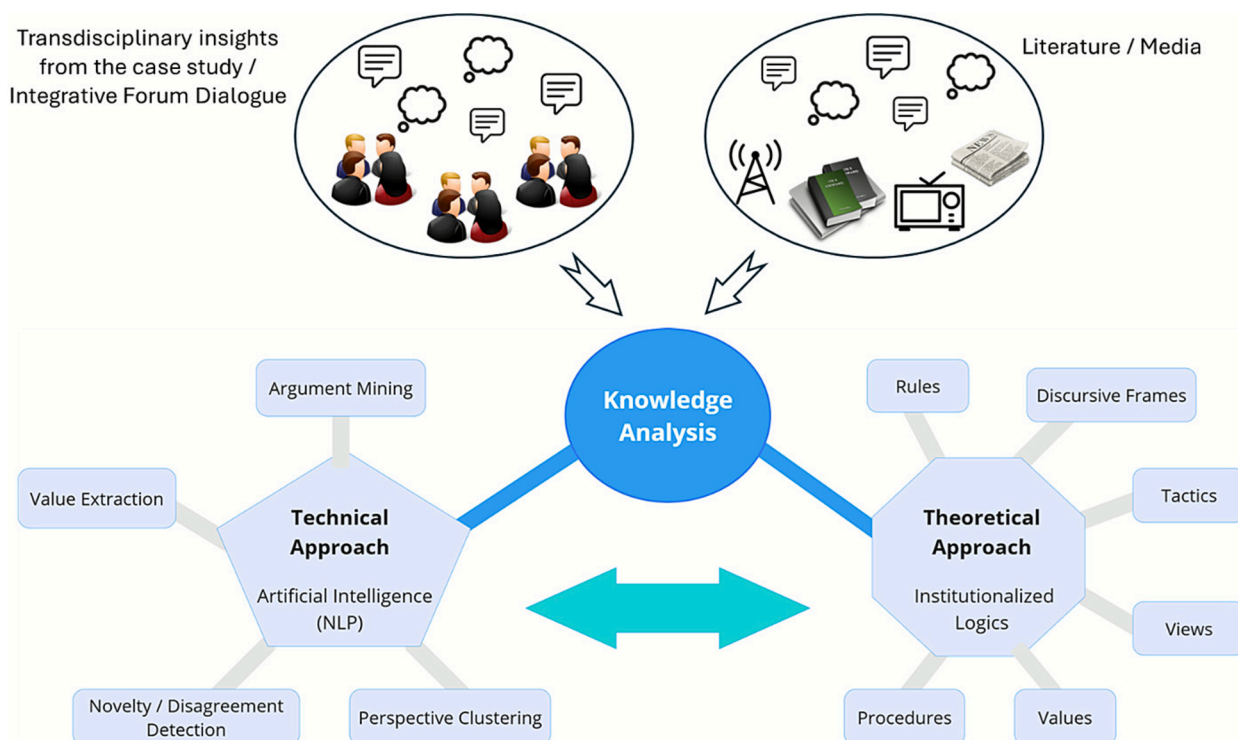 Transdisciplinary insights
from the case study /
Integrative Forum Dialogue
Literature / Media
NEWS
Knowledge
Analysis
Argument Mining
Value Extraction
Technical
Approach
Artificial Intelligence
(NLP)
Novelty / Disagreement
Detection
Perspective Clustering
Rules
Discursive Frames
Tactics
Theoretical
Approach
Institutionalized
Logics
Views
Procedures
Values